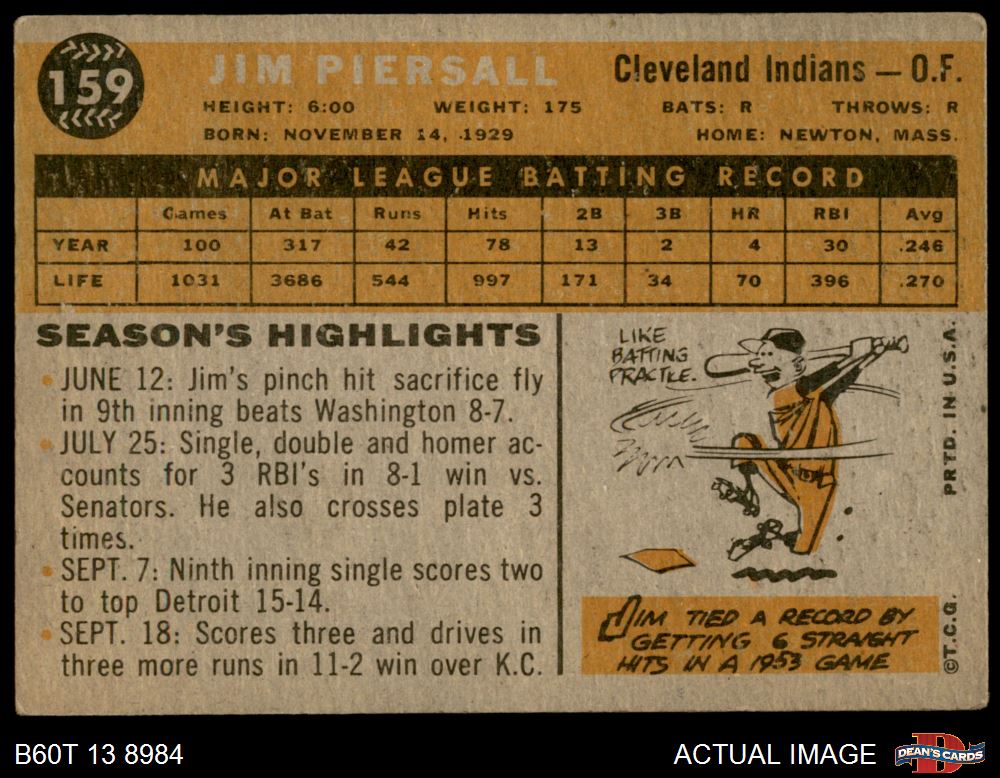 159
JIM PIERSALL
Cleveland Indians — O.F.
HEIGHT: 6:00 WEIGHT: 175 BATS: R THROWS: R
BORN: NOVEMBER 14, 1929 HOME: NEWTON, MASS.
MAJOR LEAGUE BATTING RECORD
Games At Bat Runs Hits 2B 3B HR RBI Avg
YEAR 100 317 42 78 13 2 4 30 .246
LIFE 1031 3686 544 997 171 34 70 396 .270
SEASON'S HIGHLIGHTS
• JUNE 12: Jim's pinch hit sacrifice fly
in 9th inning beats Washington 8-7.
• JULY 25: Single, double and homer ac-
counts for 3 RBI's in 8-1 win vs.
Senators. He also crosses plate 3
times.
• SEPT. 7: Ninth inning single scores two
to top Detroit 15-14.
• SEPT. 18: Scores three and drives in
three more runs in 11-2 win over K.C.
LIKE
BATTING
PRACTICE.
JIM TIED A RECORD BY
GETTING 6 STRAIGHT
HITS IN A 1953 GAME
PRTD. IN U.S.A.
©T.C.G.
B60T 13 8984
ACTUAL IMAGE
DEAN'S CARDS